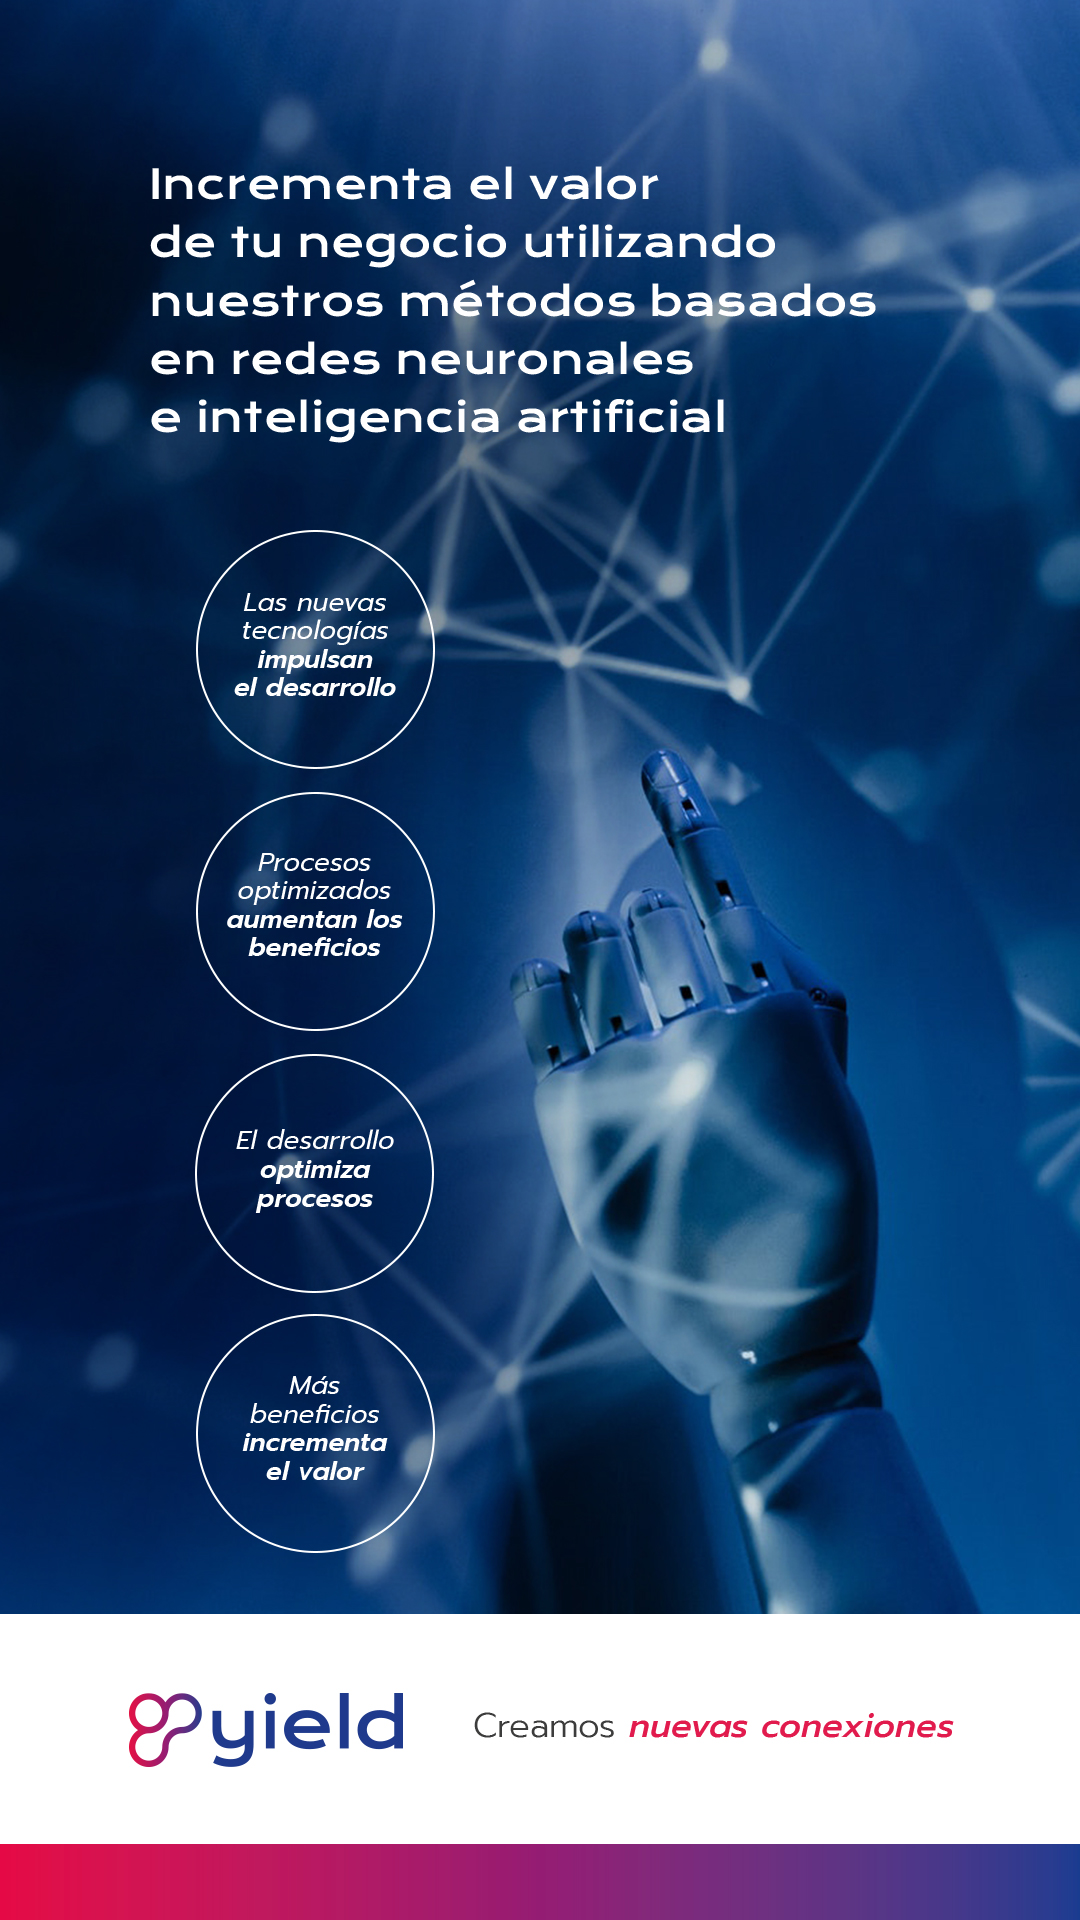 Incrementa el valor
de tu negocio utilizando
nuestros métodos basados
en redes neuronales
e inteligencia artificial
Las nuevas
tecnologías
impulsan
el desarrollo
Procesos
optimizados
aumentan los
beneficios
El desarrollo
optimiza
procesos
Más
beneficios
incrementa
el valor
yield
Creamos nuevas conexiones